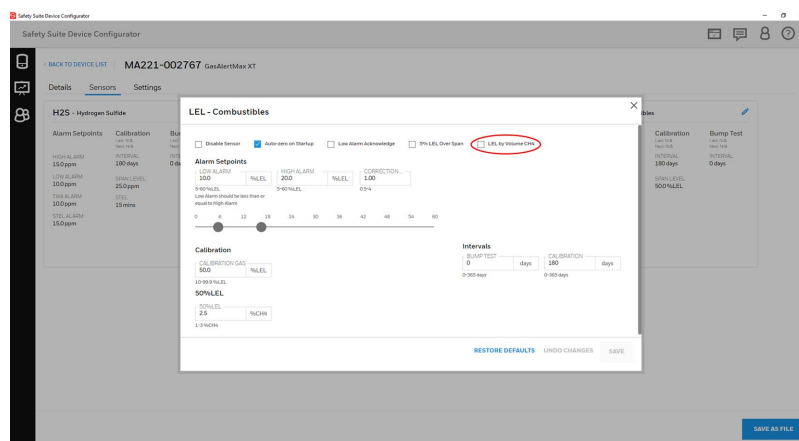 Safety Suite Device Configurator
Safety Suite Device Configurator
< BACK TO DEVICE LIST
MA221-002767 GasAlertMax XT
Details Sensors Settings
H2S - Hydrogen Sulfide
Alarm Setpoints
HIGH ALARM
15.0 ppm
LOW ALARM
10.0 ppm
TWA ALARM
10.0 ppm
STEL ALARM
15.0 ppm
Calibration
Last: N/A
Next: N/A
INTERVAL
180 days
SPAN LEVEL
25.0 ppm
STEL
15 mins
LEL - Combustibles
Disable Sensor
Auto-zero on Startup
Low Alarm Acknowledge
5% LEL Over Span
LEL by Volume CH4
Alarm Setpoints
LOW ALARM
10.0 %LEL
5-60 %LEL
Low Alarm should be less than or
equal to High Alarm
HIGH ALARM
20.0 %LEL
5-60 %LEL
CORRECTION...
1.00
0.5-4
0 6 12 18 24 30 36 42 48 54 60
Calibration
CALIBRATION GAS
50.0 %LEL
10-99.9 %LEL
50%LEL
50%LEL
2.5 %CH4
1-3 %CH4
Intervals
BUMP TEST
0 days
0-365 days
CALIBRATION
180 days
0-365 days
RESTORE DEFAULTS UNDO CHANGES SAVE
Calibration
Last: N/A
Next: N/A
INTERVAL
180 days
SPAN LEVEL
50.0 %LEL
Bump Test
Last: N/A
Next: N/A
INTERVAL
0 days
SAVE AS FILE